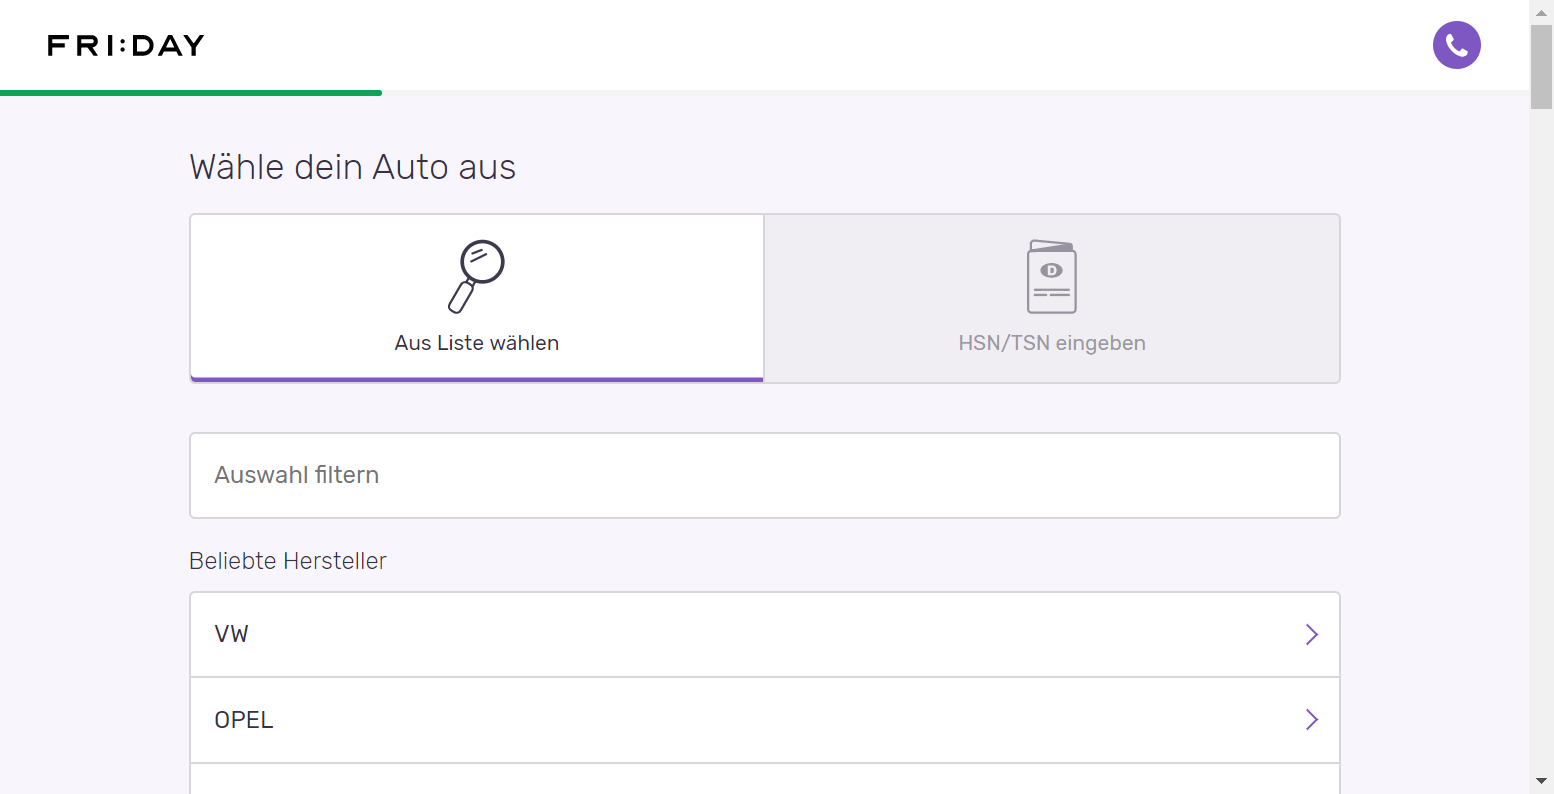 FRI:DAY
Wähle dein Auto aus
Aus Liste wählen
D
HSN/TSN eingeben
Auswahl filtern
Beliebte Hersteller
VW
OPEL